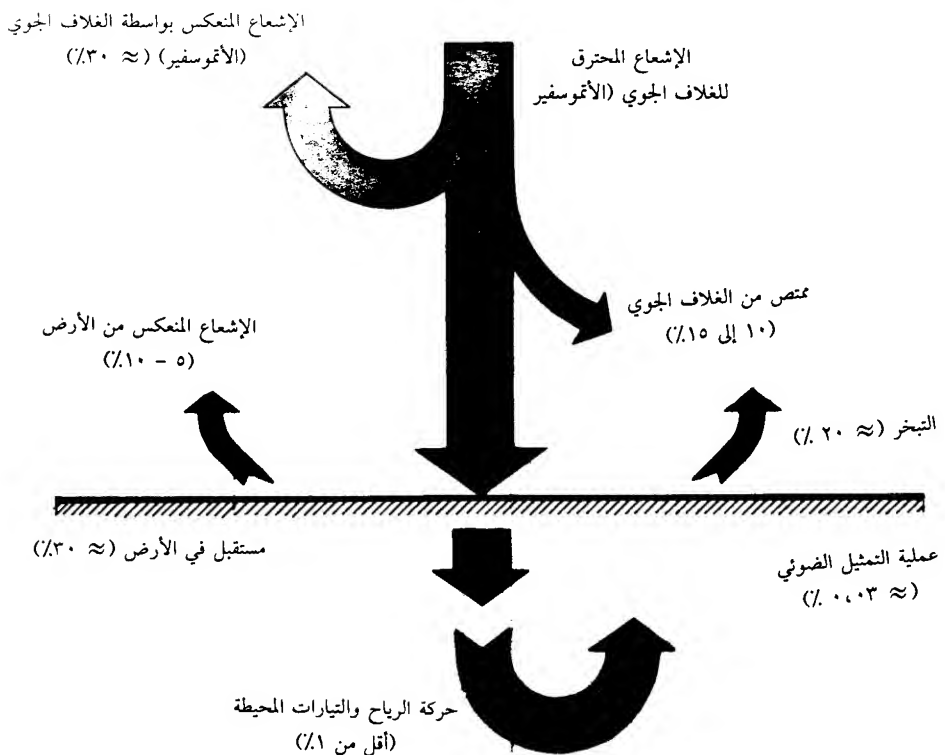 الإشعاع المنعكس بواسطة الغلاف الجوي
(الأتموسفير) (≈ ٣٠٪)
الإشعاع المحترق
للغلاف الجوي (الأتموسفير
ممتص من الغلاف الجوي
(١٠ إلى ١٥٪)
الإشعاع المنعكس من الأرض
(٥ – ١٠٪)
التبخر (≈ ٢٠ ٪)
مستقبل في الأرض (≈ ٣٠٪)
عملية التمثيل الضوئي
(≈ ٠،٠٣ ٪)
حركة الرياح والتيارات المحيطة
(أقل من ١٪)